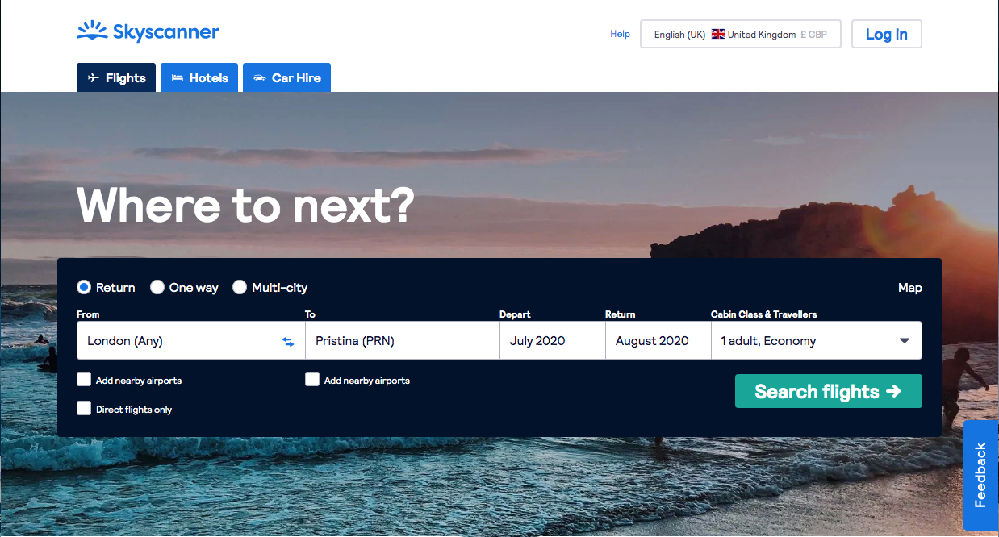 Skyscanner
Help
English (UK) United Kingdom £ GBP
Log in
Flights
Hotels
Car Hire
Where to next?
Return
One way
Multi-city
Map
From
To
Depart
Return
Cabin Class & Travellers
London (Any)
Pristina (PRN)
July 2020
August 2020
1 adult, Economy
Add nearby airports
Add nearby airports
Direct flights only
Search flights
Feedback